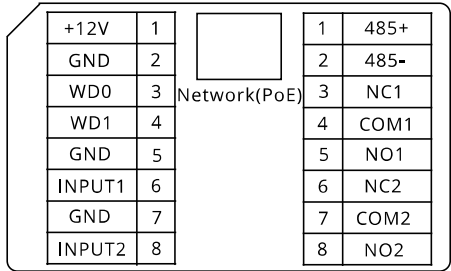 +12V 1
GND 2
WD0 3
WD1 4
GND 5
INPUT1 6
GND 7
INPUT2 8
Network(PoE)
1 485+
2 485-
3 NC1
4 COM1
5 NO1
6 NC2
7 COM2
8 NO2